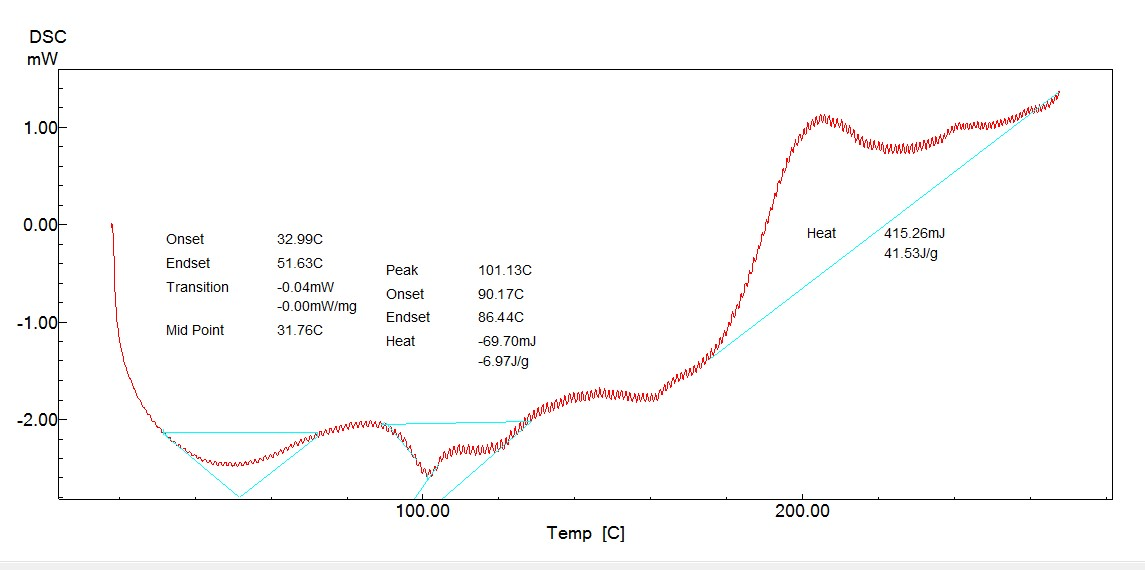 DSC
mW
1.00
0.00
-1.00
-2.00
Onset 32.99C
Endset 51.63C
Transition -0.04mW
-0.00mW/mg
Mid Point 31.76C
Peak 101.13C
Onset 90.17C
Endset 86.44C
Heat -69.70mJ
-6.97J/g
Heat 415.26mJ
41.53J/g
100.00 200.00
Temp [C]